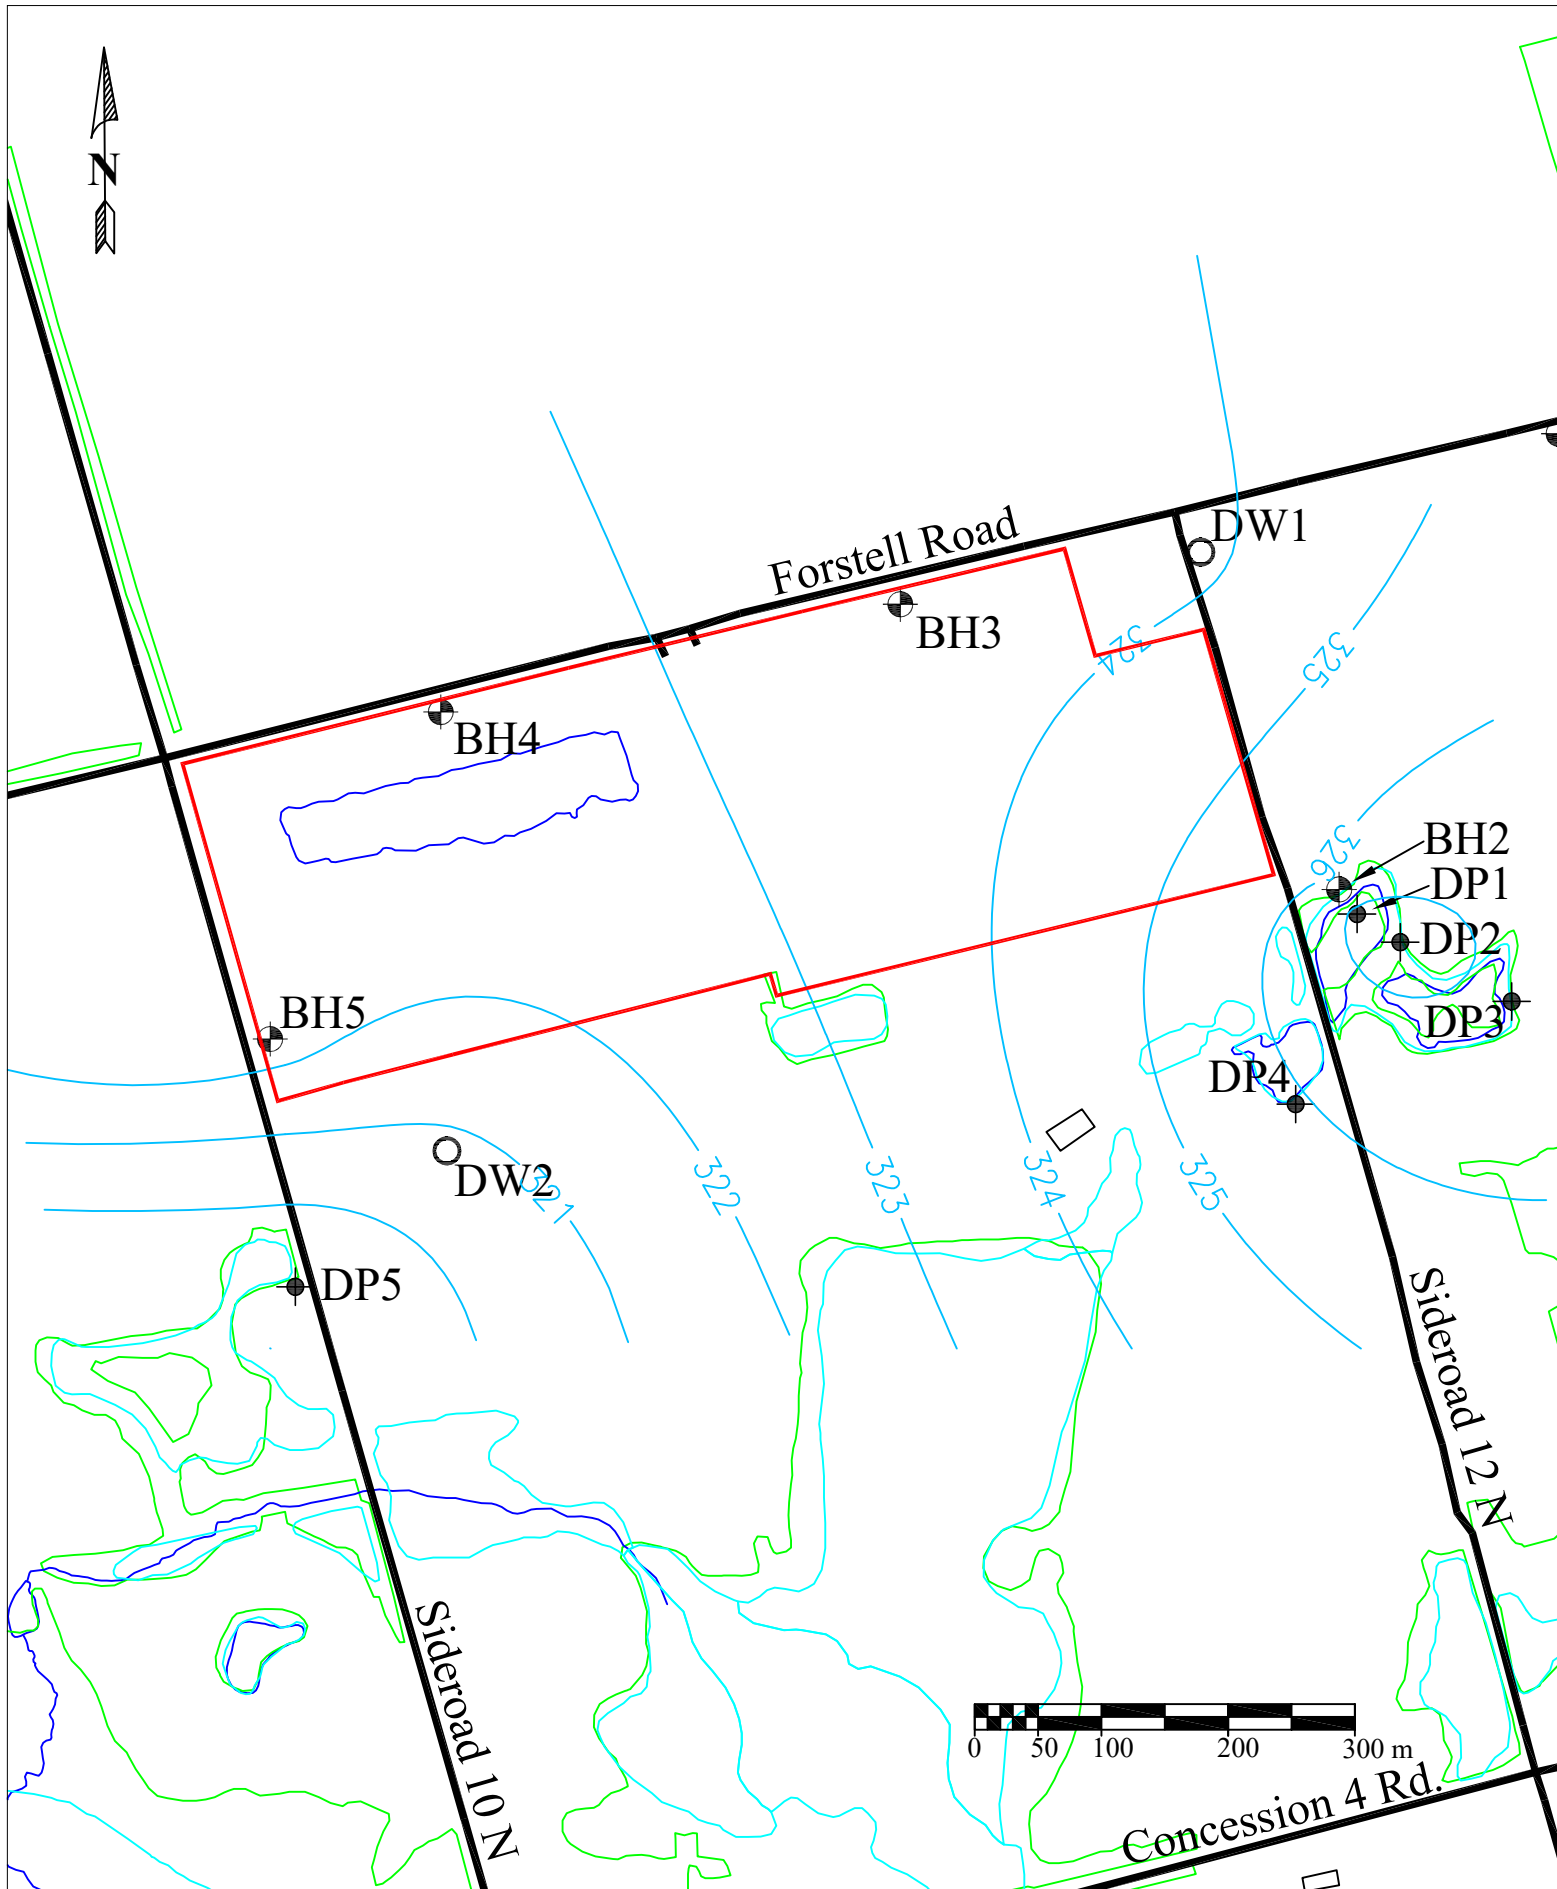 N
Forstell Road
DW1
BH3
324
325
BH4
326
BH2
DP1
DP2
DP3
BH5
DP4
DW2
321
322
323
324
325
DP5
Sideroad 12 N
Sideroad 10 N
0 50 100 200 300 m
Concession 4 Rd.